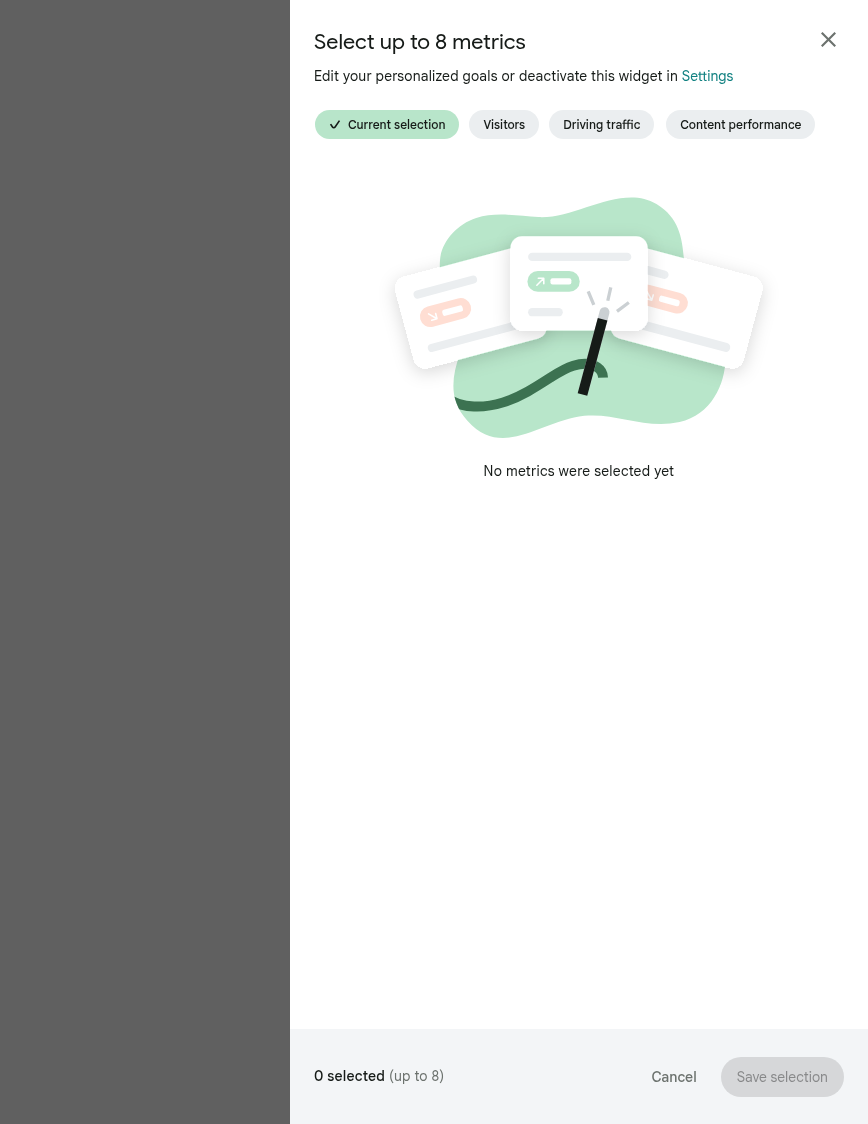 Select up to 8 metrics
Edit your personalized goals or deactivate this widget in Settings
Current selection
Visitors
Driving traffic
Content performance
No metrics were selected yet
0 selected (up to 8)
Cancel
Save selection